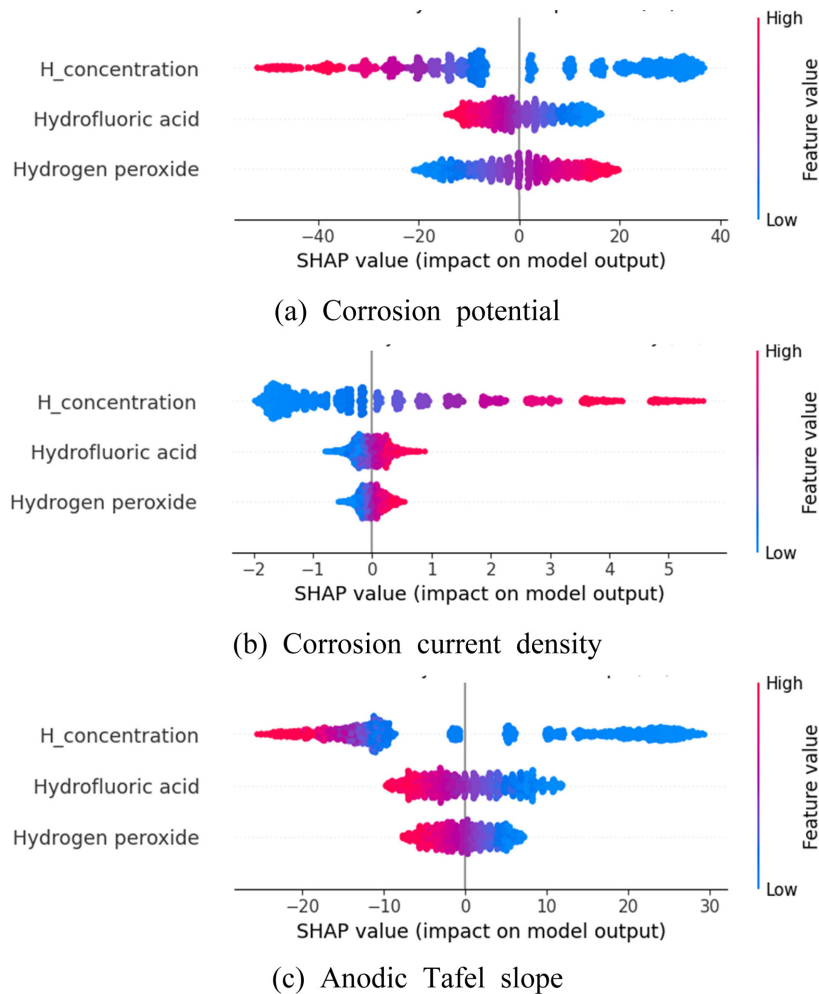 High
H_concentration
Hydrofluoric acid
Hydrogen peroxide
Feature value
Low
−40 −20 0 20 40
SHAP value (impact on model output)
(a) Corrosion potential
High
H_concentration
Hydrofluoric acid
Hydrogen peroxide
Feature value
Low
−2 −1 0 1 2 3 4 5
SHAP value (impact on model output)
(b) Corrosion current density
High
H_concentration
Hydrofluoric acid
Hydrogen peroxide
Feature value
Low
−20 −10 0 10 20 30
SHAP value (impact on model output)
(c) Anodic Tafel slope